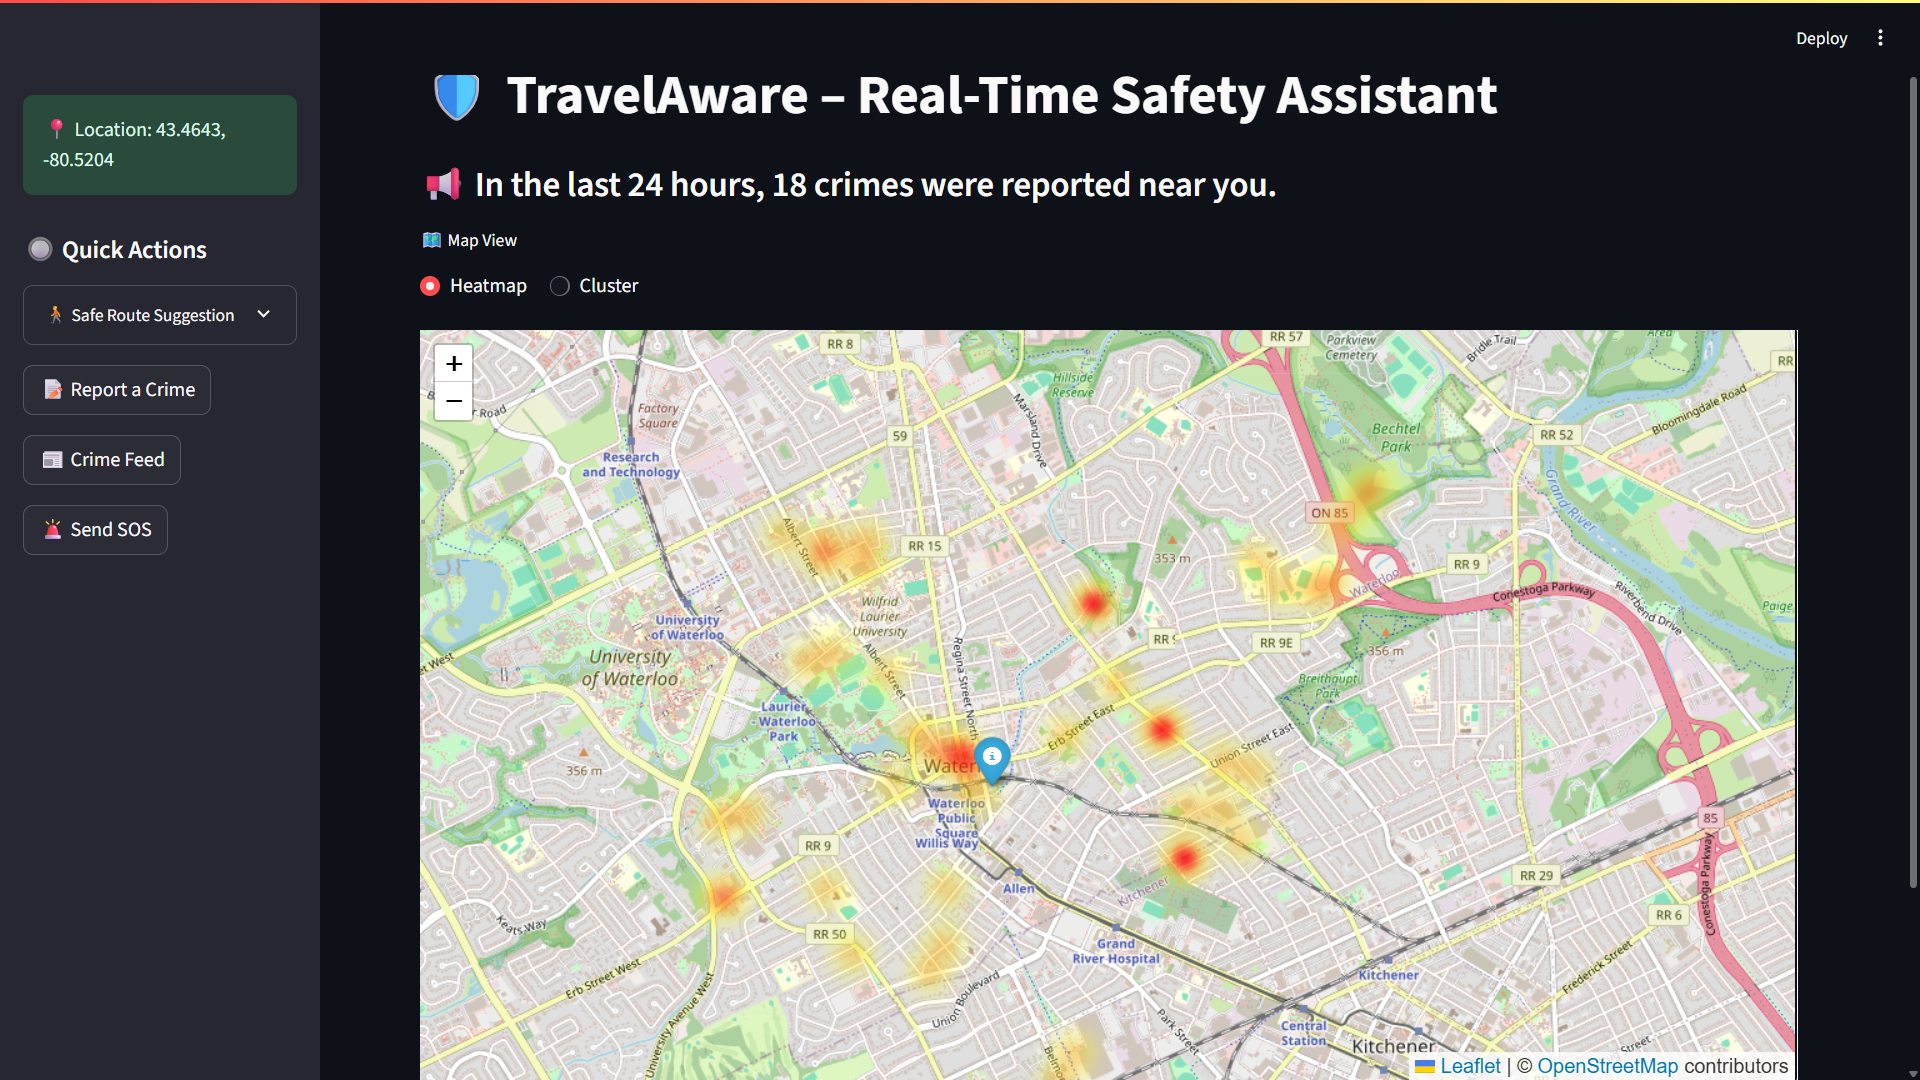 Deploy
Location: 43.4643,
-80.5204
Quick Actions
Safe Route Suggestion
Report a Crime
Crime Feed
Send SOS
TravelAware – Real-Time Safety Assistant
In the last 24 hours, 18 crimes were reported near you.
Map View
Heatmap
Cluster
+
−
RR 8
RR 57
Parkview
Cemetery
Bridle Trail
Area
RR
Hillside
Reserve
Road
Factory
Square
Marsland Drive
Bloomingdale Road
59
Bechtel
Park
RR 52
Research
and Technology
Grand River
ON 85
Albert Street
RR 15
353 m
RR 9
Waterloo
Conestoga Parkway
Riverbend Drive
Wilfrid
Laurier
University
Paige
University
of Waterloo
RR 9E
University
of Waterloo
Regina Street North
Albert Street
356 m
et West
Breithaupt
Park
Laurier
- Waterloo
Park
Erb Street East
Union Street East
356 m
Water
Waterloo
Public
Square
Willis Way
85
RR 9
Allen
Kitchener
RR 29
Conestoga Parkway
RR 6
Keats Way
RR 50
Grand
River Hospital
Frederick Street
Kitchener
Erb Street West
Union Boulevard
University Avenue West
Park Street
Central
Station
Kitchener
Street
Belmo
Leaflet | © OpenStreetMap contributors